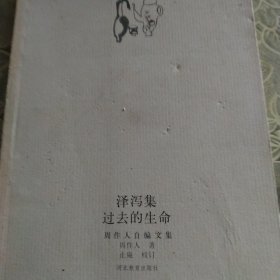 泽泻集
过去的生命
周作人自编文集
周作人 著
止庵 校订
河北教育出版社